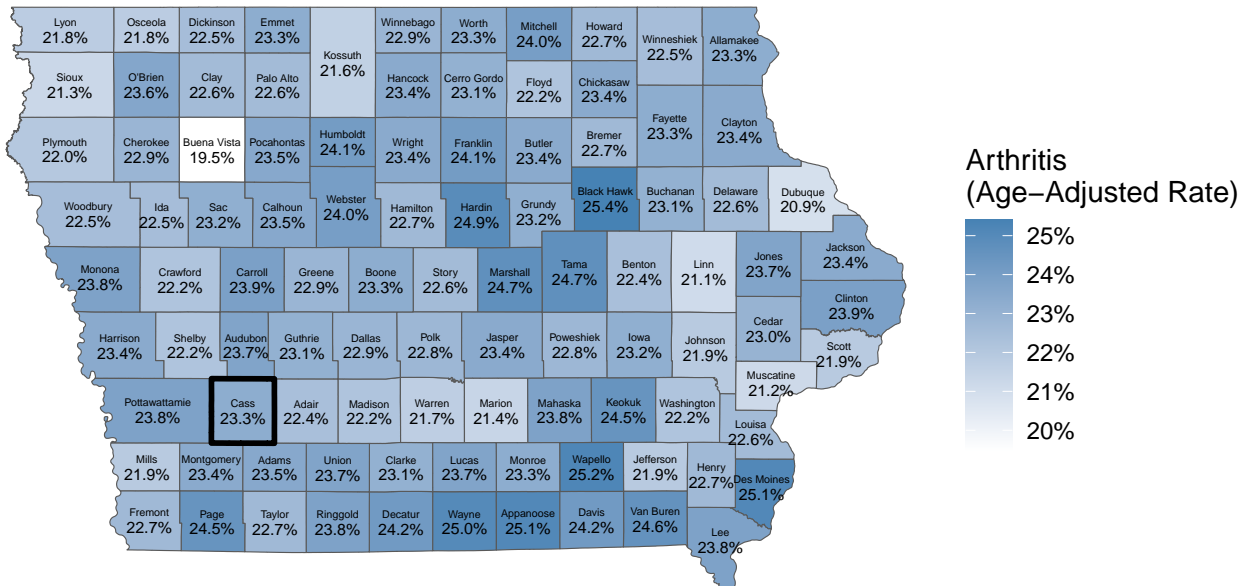 Lyon
21.8%
Osceola
21.8%
Dickinson
22.5%
Emmet
23.3%
Kossuth
21.6%
Winnebago
22.9%
Worth
23.3%
Mitchell
24.0%
Howard
22.7%
Winneshiek
22.5%
Allamakee
23.3%
Sioux
21.3%
O'Brien
23.6%
Clay
22.6%
Palo Alto
22.6%
Hancock
23.4%
Cerro Gordo
23.1%
Floyd
22.2%
Chickasaw
23.4%
Fayette
23.3%
Clayton
23.4%
Plymouth
22.0%
Cherokee
22.9%
Buena Vista
19.5%
Pocahontas
23.5%
Humboldt
24.1%
Wright
23.4%
Franklin
24.1%
Butler
23.4%
Bremer
22.7%
Woodbury
22.5%
Ida
22.5%
Sac
23.2%
Calhoun
23.5%
Webster
24.0%
Hamilton
22.7%
Hardin
24.9%
Grundy
23.2%
Black Hawk
25.4%
Buchanan
23.1%
Delaware
22.6%
Dubuque
20.9%
Monona
23.8%
Crawford
22.2%
Carroll
23.9%
Greene
22.9%
Boone
23.3%
Story
22.6%
Marshall
24.7%
Tama
24.7%
Benton
22.4%
Linn
21.1%
Jones
23.7%
Jackson
23.4%
Clinton
23.9%
Harrison
23.4%
Shelby
22.2%
Audubon
23.7%
Guthrie
23.1%
Dallas
22.9%
Polk
22.8%
Jasper
23.4%
Poweshiek
22.8%
Iowa
23.2%
Johnson
21.9%
Cedar
23.0%
Scott
21.9%
Muscatine
21.2%
Pottawattamie
23.8%
Cass
23.3%
Adair
22.4%
Madison
22.2%
Warren
21.7%
Marion
21.4%
Mahaska
23.8%
Keokuk
24.5%
Washington
22.2%
Louisa
22.6%
Mills
21.9%
Montgomery
23.4%
Adams
23.5%
Union
23.7%
Clarke
23.1%
Lucas
23.7%
Monroe
23.3%
Wapello
25.2%
Jefferson
21.9%
Henry
22.7%
Des Moines
25.1%
Fremont
22.7%
Page
24.5%
Taylor
22.7%
Ringgold
23.8%
Decatur
24.2%
Wayne
25.0%
Appanoose
25.1%
Davis
24.2%
Van Buren
24.6%
Lee
23.8%
Arthritis
(Age−Adjusted Rate)
25%
24%
23%
22%
21%
20%